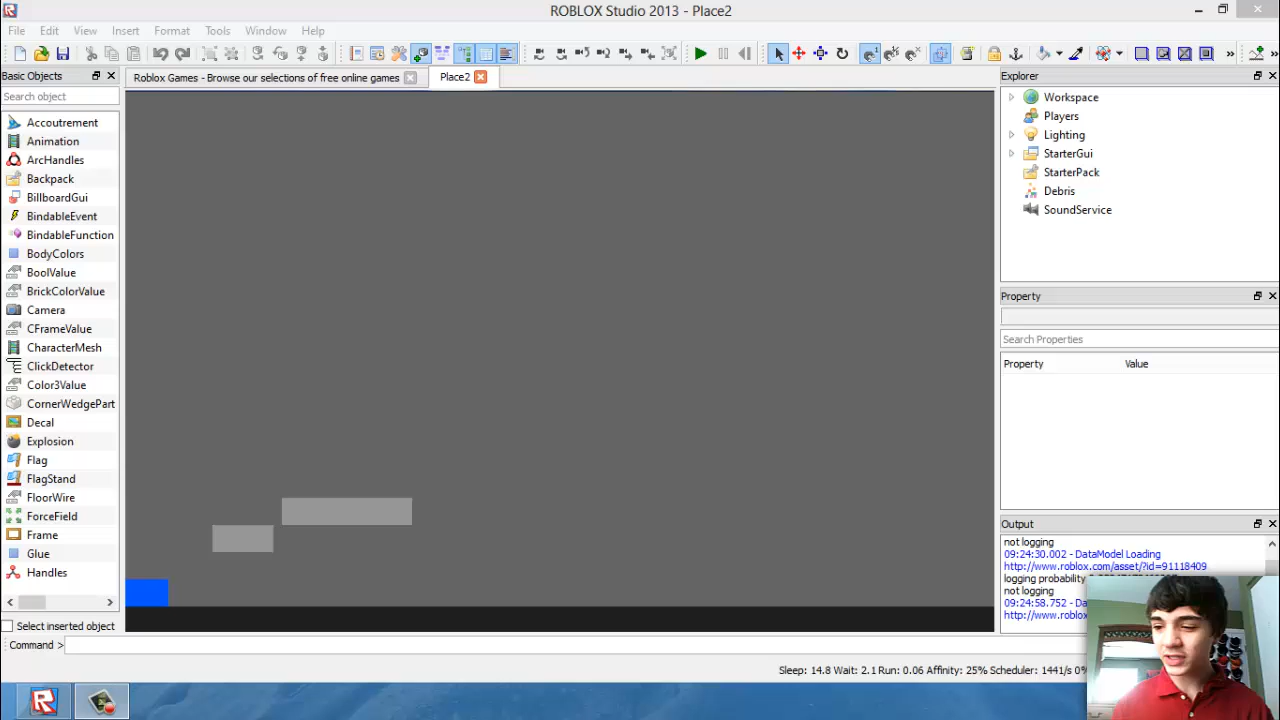 ROBLOX Studio 2013 - Place2
File Edit View Insert Format Tools Window Help
Basic Objects
Roblox Games - Browse our selections of free online games
Place2
Search object
Accoutrement
Animation
ArcHandles
Backpack
BillboardGui
BindableEvent
BindableFunction
BodyColors
BoolValue
BrickColorValue
Camera
CFrameValue
CharacterMesh
ClickDetector
Color3Value
CornerWedgePart
Decal
Explosion
Flag
FlagStand
FloorWire
ForceField
Frame
Glue
Handles
Select inserted object
Command >
Explorer
Workspace
Players
Lighting
StarterGui
StarterPack
Debris
SoundService
Property
Search Properties
Property Value
Output
not logging
09:24:30.002 - DataModel Loading
http://www.roblox.com/asset/?id=91118409
logging probability
not logging
09:24:58.752 - Da
http://www.roblox
Sleep: 14.8 Wait: 2.1 Run: 0.06 Affinity: 25% Scheduler: 1441/s 0%